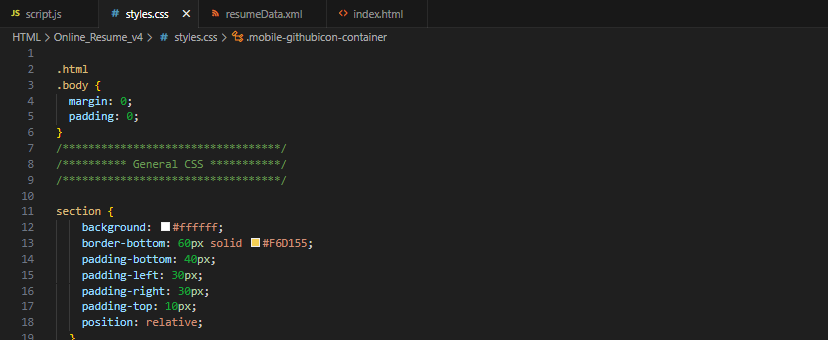 JS script.js # styles.css × resumeData.xml <> index.html
HTML > Online_Resume_v4 > # styles.css > .mobile-githubicon-container
1
2 .html
3 .body {
4 margin: 0;
5 padding: 0;
6 }
7 /**********************************/
8 /********** General CSS ***********/
9 /**********************************/
10
11 section {
12 background: #ffffff;
13 border-bottom: 60px solid #F6D155;
14 padding-bottom: 40px;
15 padding-left: 30px;
16 padding-right: 30px;
17 padding-top: 10px;
18 position: relative;
19 }